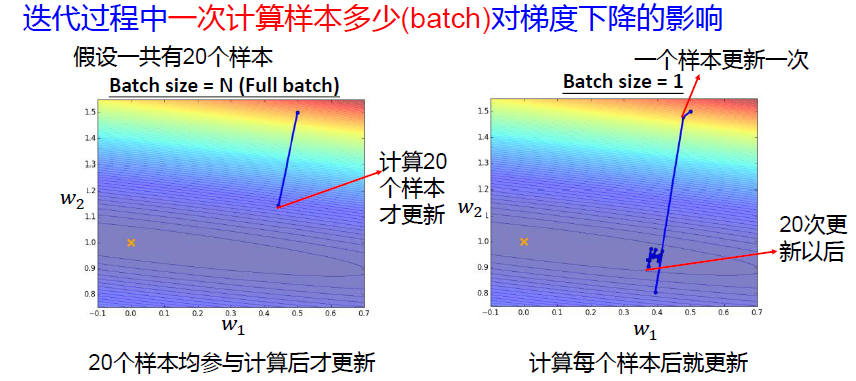 迭代过程中一次计算样本多少(batch)对梯度下降的影响
假设一共有20个样本
Batch size = N (Full batch)
1.5
1.4
1.3
1.2
1.1
1.0
0.9
0.8
w₂
-0.1
0.0
0.1
0.2
0.3
0.4
0.5
0.6
0.7
w₁
计算20
个样本
才更新
20个样本均参与计算后才更新
一个样本更新一次
Batch size = 1
1.5
1.4
1.3
1.2
1.1
1.0
0.9
0.8
w₂
-0.1
0.0
0.1
0.2
0.3
0.4
0.5
0.6
0.7
w₁
20次更
新以后
计算每个样本后就更新